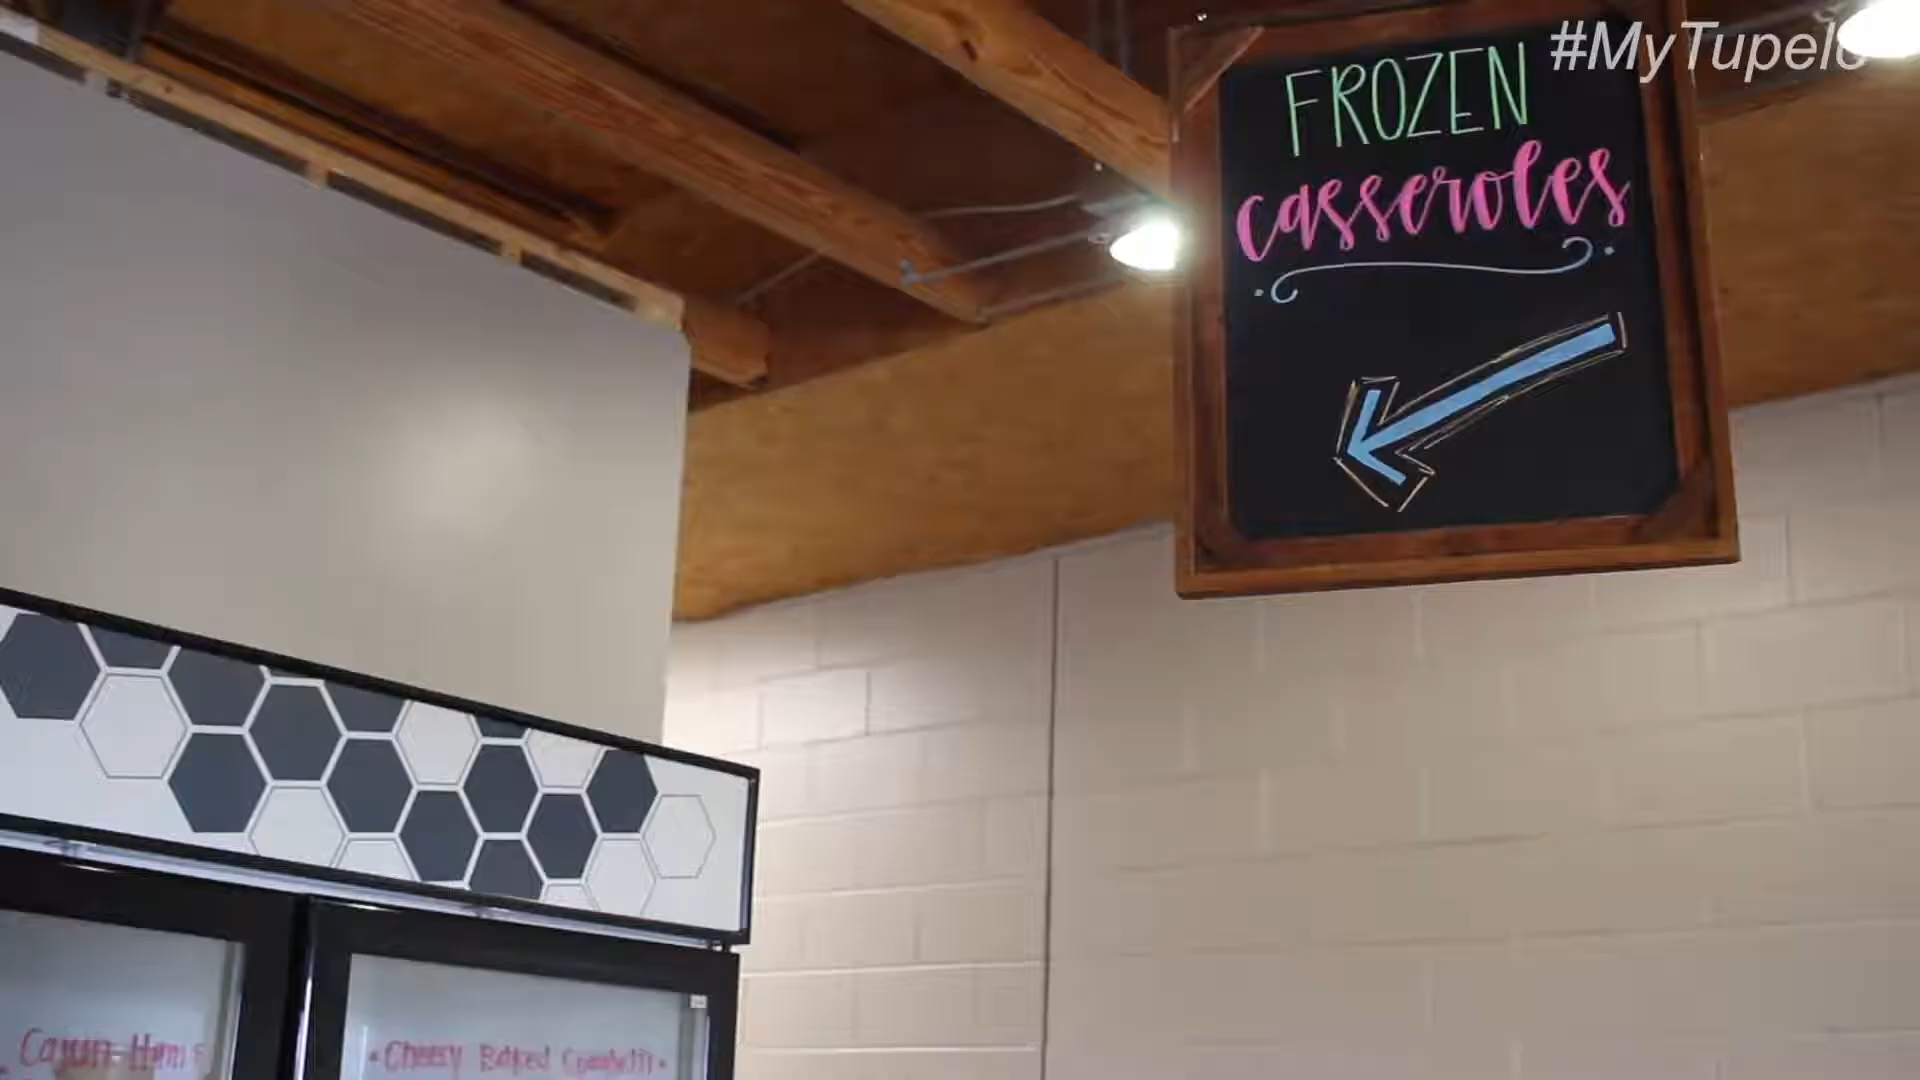 #MyTupelo
FROZEN
casseroles
Cajun Ham
• Cheesy Baked Spaghetti •